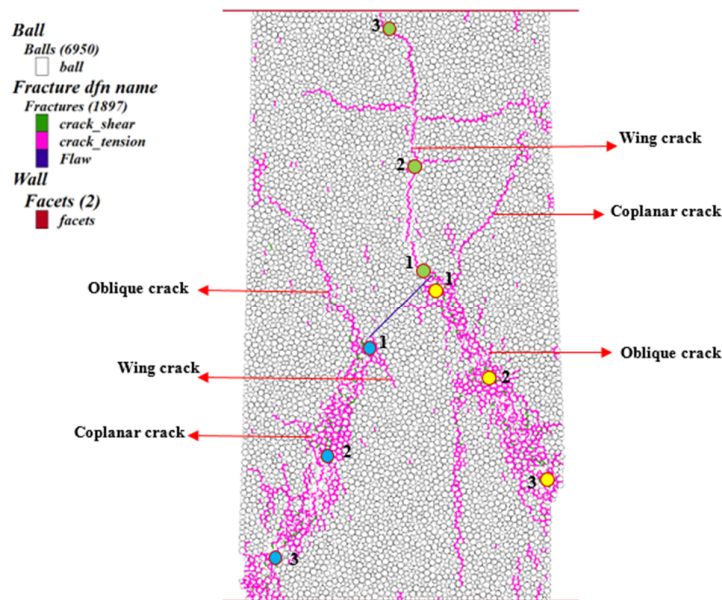 Ball
Balls (6950)
ball
Fracture dfn name
Fractures (1897)
crack_shear
crack_tension
Flaw
Wall
Facets (2)
facets
3
Wing crack
2
Coplanar crack
1
1
Oblique crack
1
Oblique crack
Wing crack
2
Coplanar crack
2
3
3